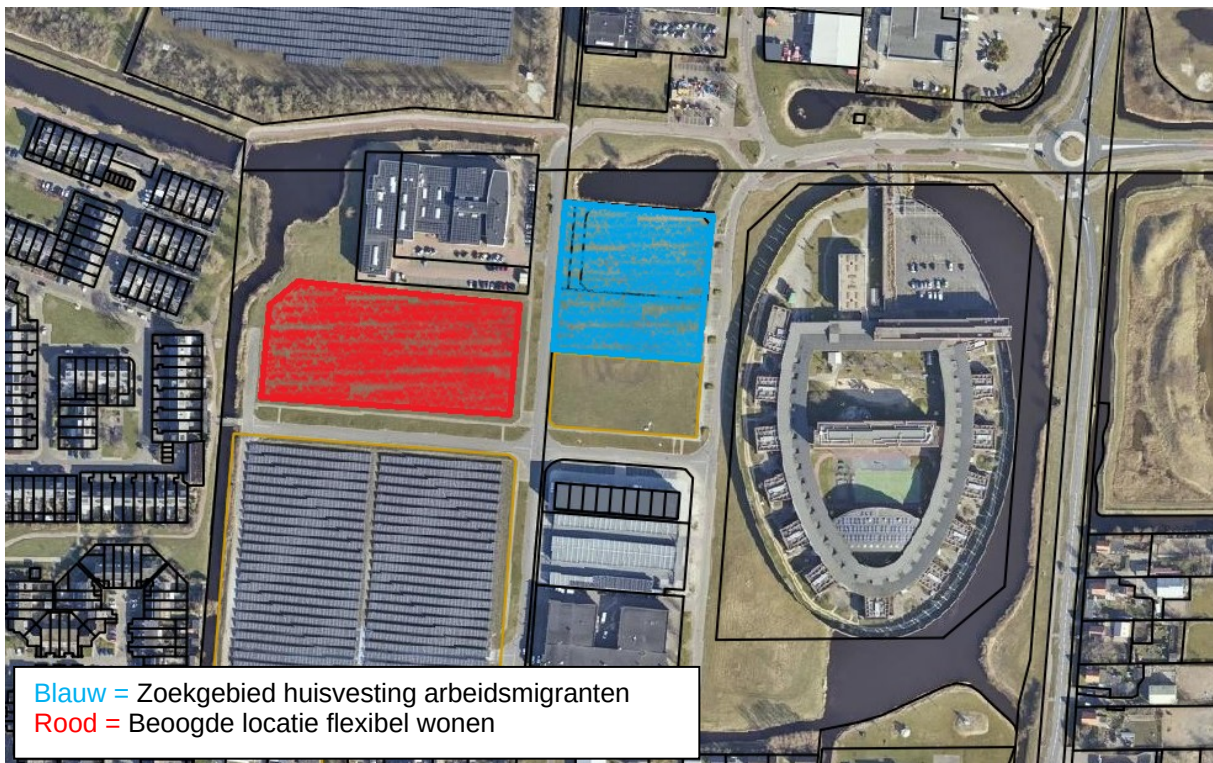 Blauw = Zoekgebied huisvesting arbeidsmigranten
Rood = Beoogde locatie flexibel wonen